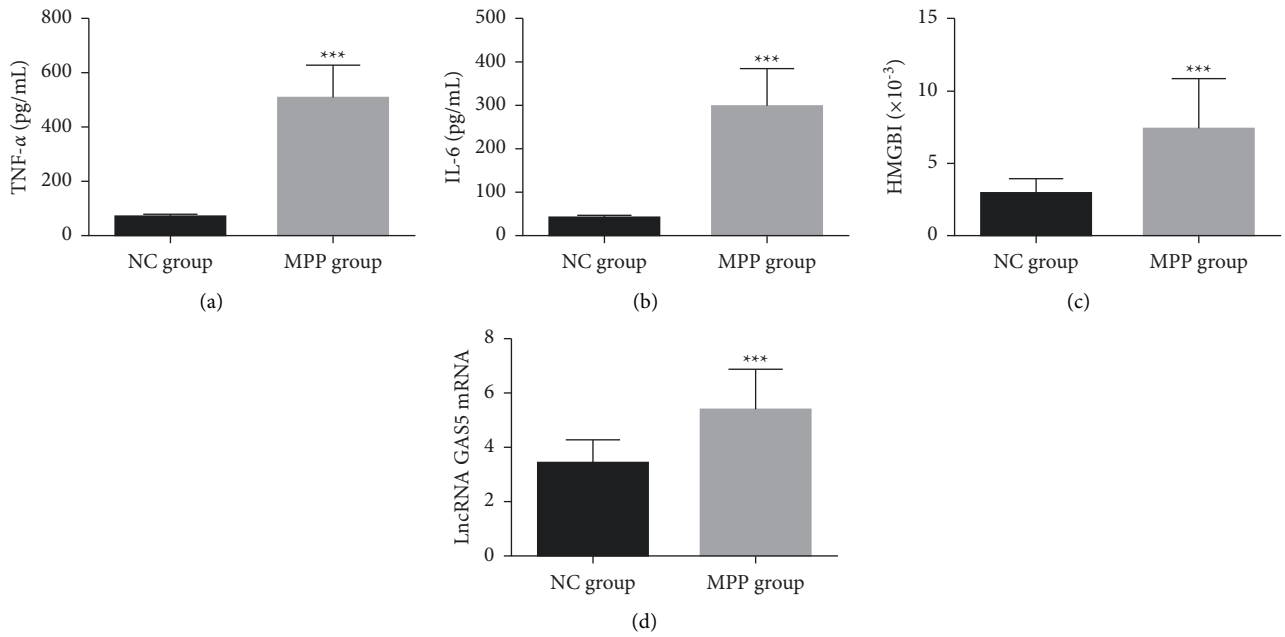 800
600
400
200
0
TNF-α (pg/mL)
***
NC group
MPP group
(a)
500
400
300
200
100
0
IL-6 (pg/mL)
***
NC group
MPP group
(b)
15
10
5
0
HMGBI (×10⁻³)
***
NC group
MPP group
(c)
8
6
4
2
0
LncRNA GAS5 mRNA
***
NC group
MPP group
(d)